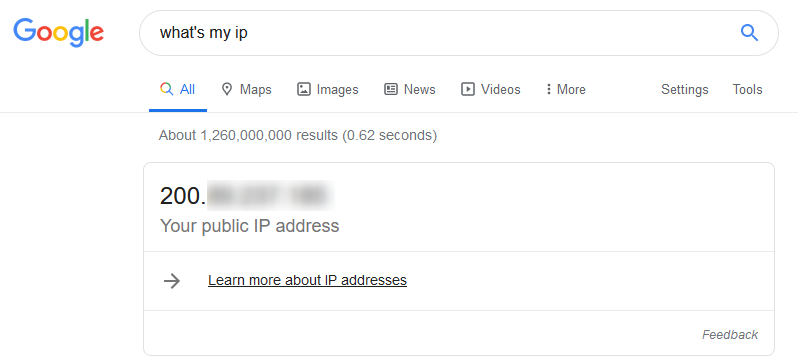 Google
what's my ip
All Maps Images News Videos More Settings Tools
About 1,260,000,000 results (0.62 seconds)
200.
Your public IP address
Learn more about IP addresses
Feedback